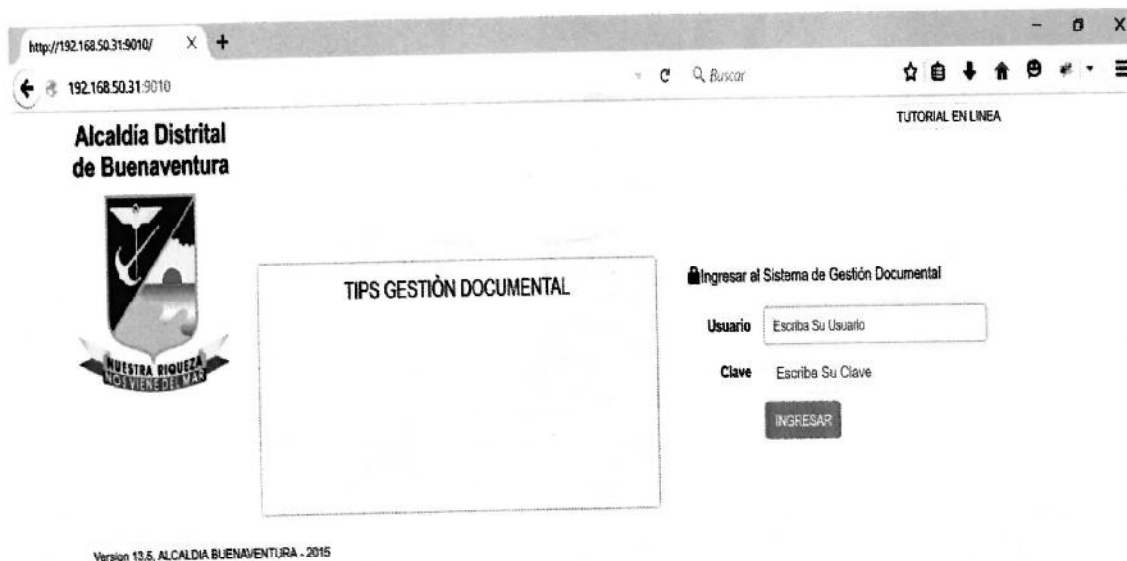 http://192.168.50.31:9010/
192.168.50.31:9010
Buscar
TUTORIAL EN LINEA
Alcaldía Distrital
de Buenaventura
NUESTRA RIQUEZA
NOS VIENE DEL MAR
TIPS GESTIÒN DOCUMENTAL
Ingresar al Sistema de Gestión Documental
Usuario Escriba Su Usuario
Clave Escriba Su Clave
INGRESAR
Version 13.5, ALCALDIA BUENAVENTURA - 2015